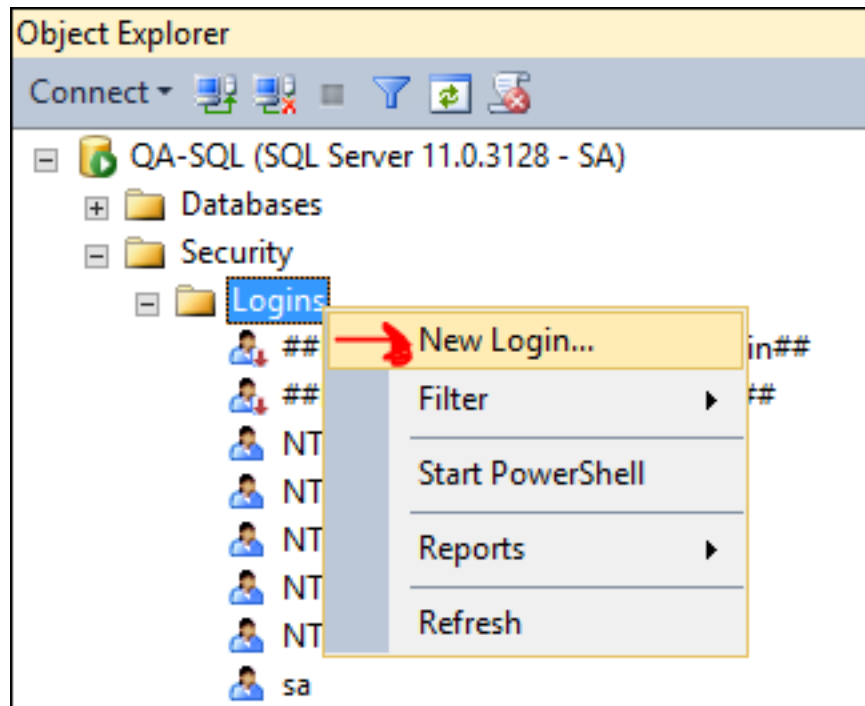 Object Explorer
Connect
QA-SQL (SQL Server 11.0.3128 - SA)
Databases
Security
Logins
## New Login... in##
## Filter ##
NT
Start PowerShell
NT
NT Reports
NT
NT Refresh
sa